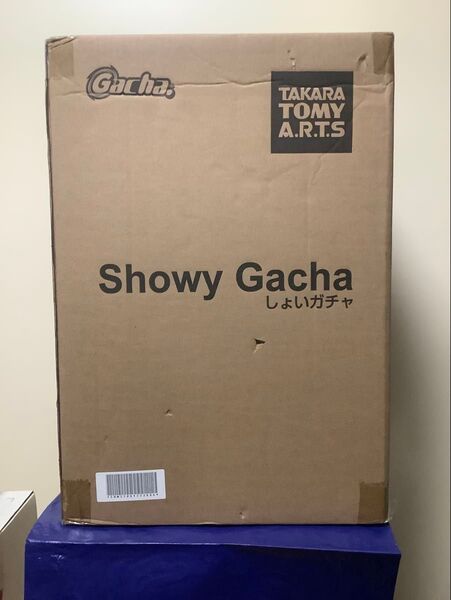 Gacha.
TAKARA
TOMY
A.R.T.S
Showy Gacha
しょいガチャ